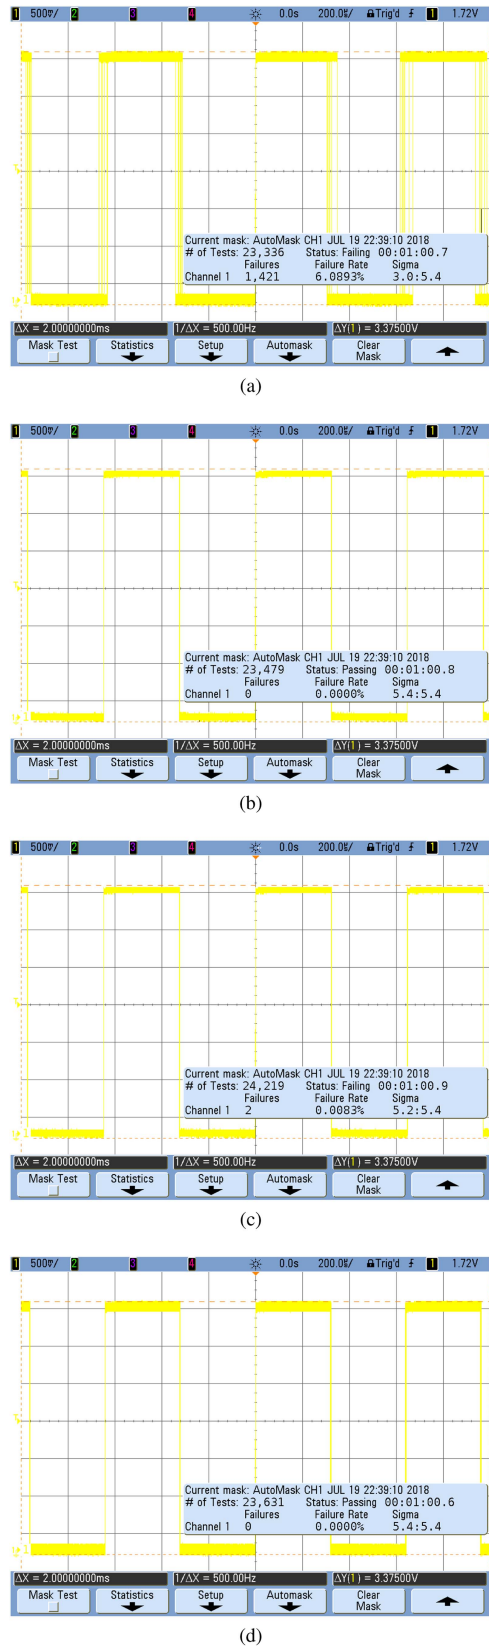 1 500▿/ 2 3 4 0.0s 200.0▿/ Trig'd 1 1.72V
Current mask: AutoMask CH1 JUL 19 22:39:10 2018
# of Tests: 23,336 Status: Failing 00:01:00.7
Failures Failure Rate Sigma
Channel 1 1,421 6.0893% 3.0:5.4
ΔX = 2.00000000ms 1/ΔX = 500.00Hz ΔY(1) = 3.37500V
Mask Test Statistics Setup Automask Clear
Mask
(a)
1 500▿/ 2 3 4 0.0s 200.0▿/ Trig'd 1 1.72V
Current mask: AutoMask CH1 JUL 19 22:39:10 2018
# of Tests: 23,479 Status: Passing 00:01:00.8
Failures Failure Rate Sigma
Channel 1 0 0.0000% 5.4:5.4
ΔX = 2.00000000ms 1/ΔX = 500.00Hz ΔY(1) = 3.37500V
Mask Test Statistics Setup Automask Clear
Mask
(b)
1 500▿/ 2 3 4 0.0s 200.0▿/ Trig'd 1 1.72V
Current mask: AutoMask CH1 JUL 19 22:39:10 2018
# of Tests: 24,219 Status: Failing 00:01:00.9
Failures Failure Rate Sigma
Channel 1 2 0.0083% 5.2:5.4
ΔX = 2.00000000ms 1/ΔX = 500.00Hz ΔY(1) = 3.37500V
Mask Test Statistics Setup Automask Clear
Mask
(c)
1 500▿/ 2 3 4 0.0s 200.0▿/ Trig'd 1 1.72V
Current mask: AutoMask CH1 JUL 19 22:39:10 2018
# of Tests: 23,631 Status: Passing 00:01:00.6
Failures Failure Rate Sigma
Channel 1 0 0.0000% 5.4:5.4
ΔX = 2.00000000ms 1/ΔX = 500.00Hz ΔY(1) = 3.37500V
Mask Test Statistics Setup Automask Clear
Mask
(d)